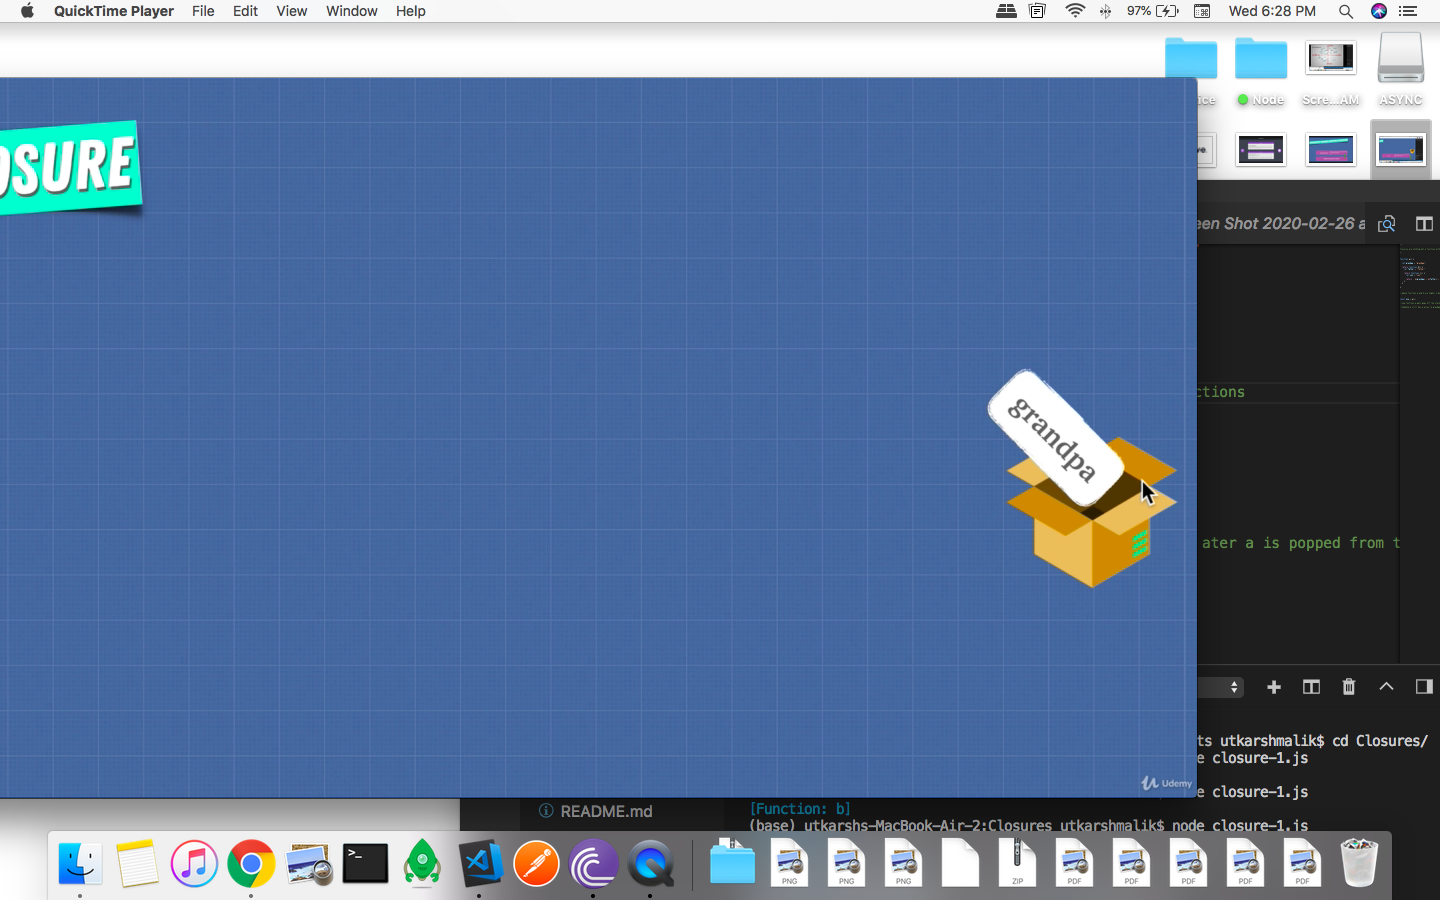 QuickTime Player File Edit View Window Help 97% Wed 6:28 PM
ice Node Scre...AM ASYNC
OSURE
een Shot 2020-02-26 a
ctions
grandpa
ater a is popped from t
ts utkarshmalik$ cd Closures/
e closure-1.js
Udemy
e closure-1.js
README.md
[Function: b]
(base) utkarshs-MacBook-Air-2:Closures utkarshmalik$ node closure-1.js
PNG PNG PNG ZIP PDF PDF PDF PDF PDF